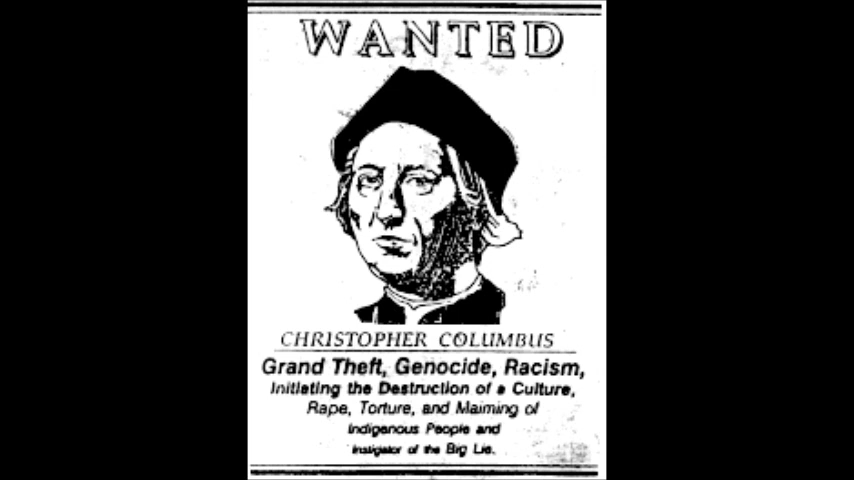 WANTED
CHRISTOPHER COLUMBUS
Grand Theft, Genocide, Racism,
Initiating the Destruction of a Culture,
Rape, Torture, and Maiming of
Indigenous People and
Instigator of the Big Lie.